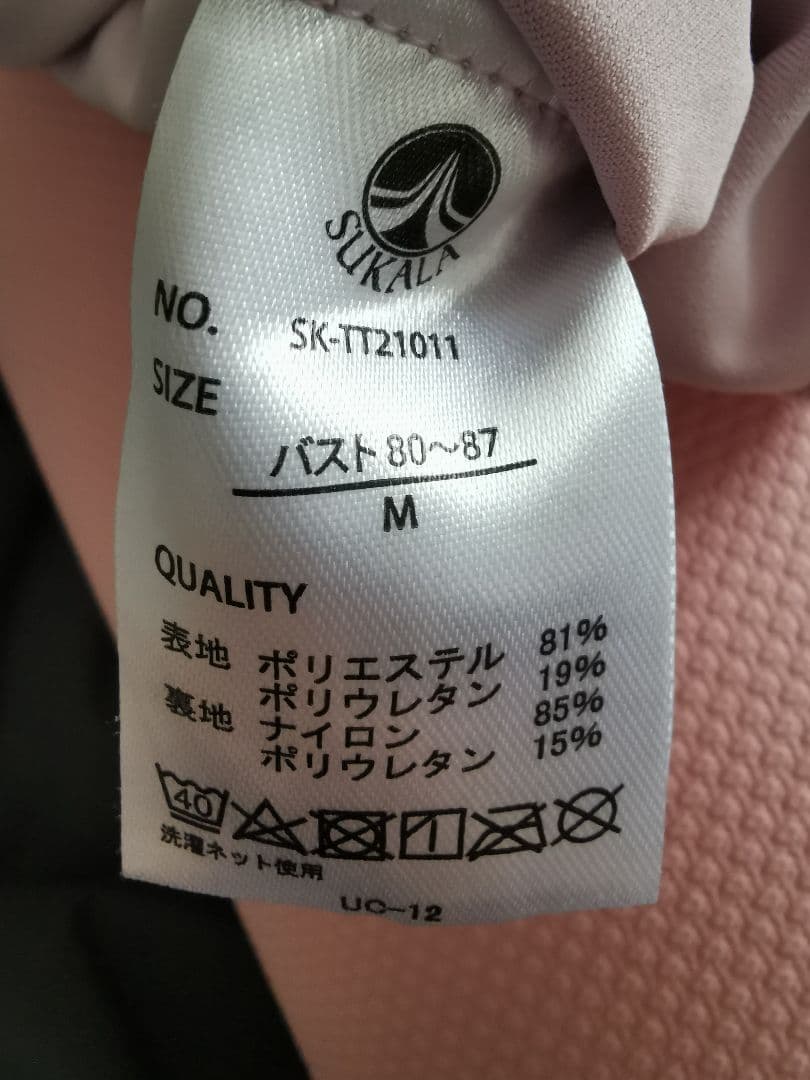 SUKALA
NO. SK-TT21011
SIZE
バスト80～87
M
QUALITY
表地 ポリエステル 81%
ポリウレタン 19%
裏地 ナイロン 85%
ポリウレタン 15%
40
洗濯ネット使用
UC-12